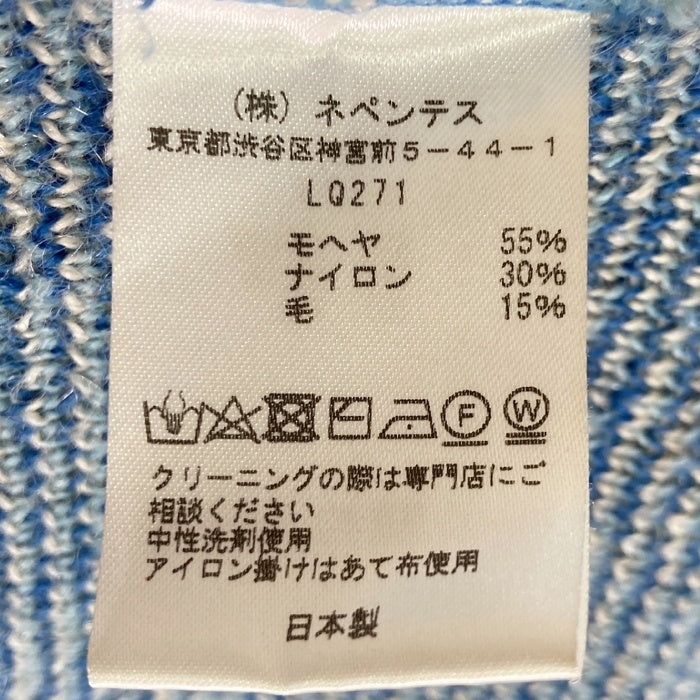 （株）ネペンテス
東京都渋谷区神宮前５－４４－１
LQ271
モヘヤ 55%
ナイロン 30%
毛 15%
F W
クリーニングの際は専門店にご
相談ください
中性洗剤使用
アイロン掛けはあて布使用
日本製